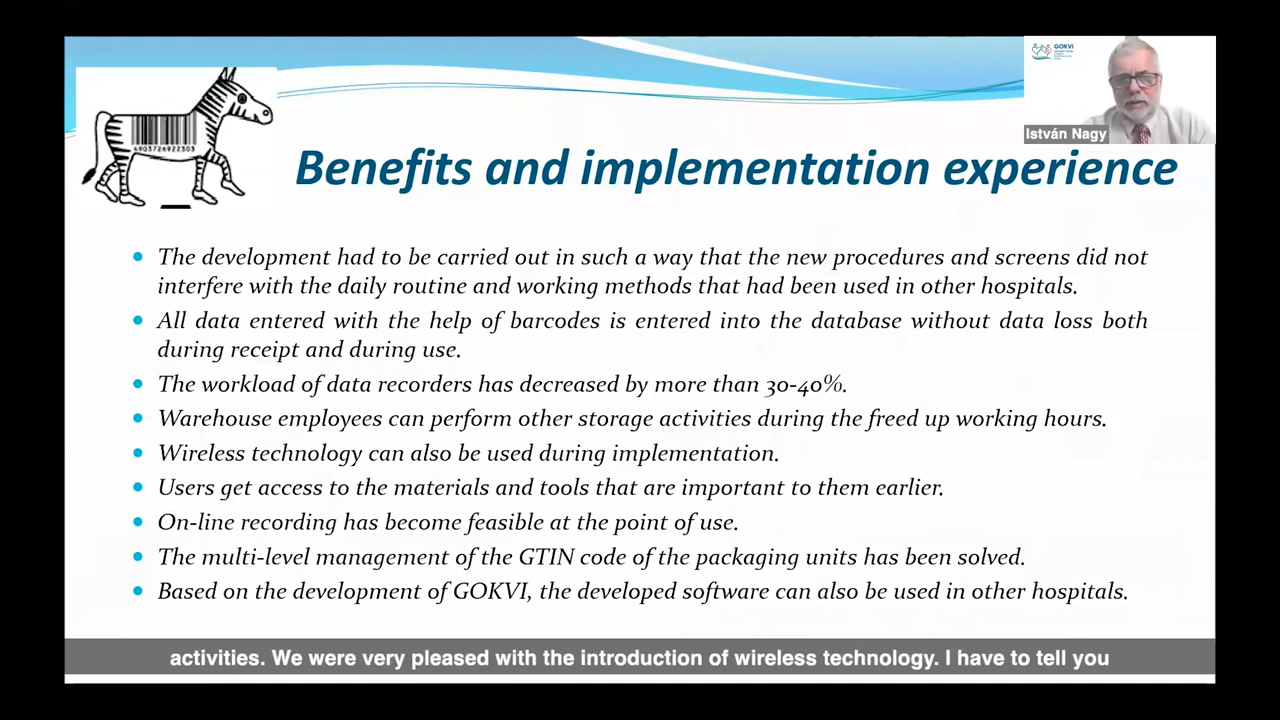 GOKVI
István Nagy
4903726922303
Benefits and implementation experience
• The development had to be carried out in such a way that the new procedures and screens did not
interfere with the daily routine and working methods that had been used in other hospitals.
• All data entered with the help of barcodes is entered into the database without data loss both
during receipt and during use.
• The workload of data recorders has decreased by more than 30-40%.
• Warehouse employees can perform other storage activities during the freed up working hours.
• Wireless technology can also be used during implementation.
• Users get access to the materials and tools that are important to them earlier.
• On-line recording has become feasible at the point of use.
• The multi-level management of the GTIN code of the packaging units has been solved.
• Based on the development of GOKVI, the developed software can also be used in other hospitals.
activities. We were very pleased with the introduction of wireless technology. I have to tell you